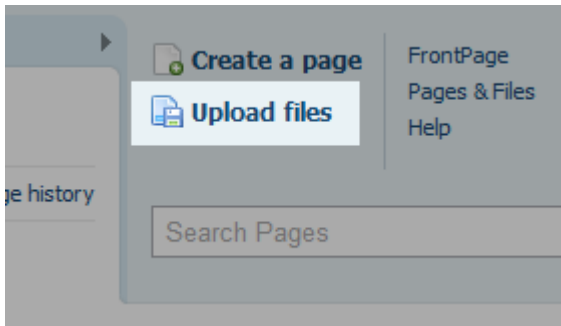 Create a page
Upload files
FrontPage
Pages & Files
Help
ge history
Search Pages